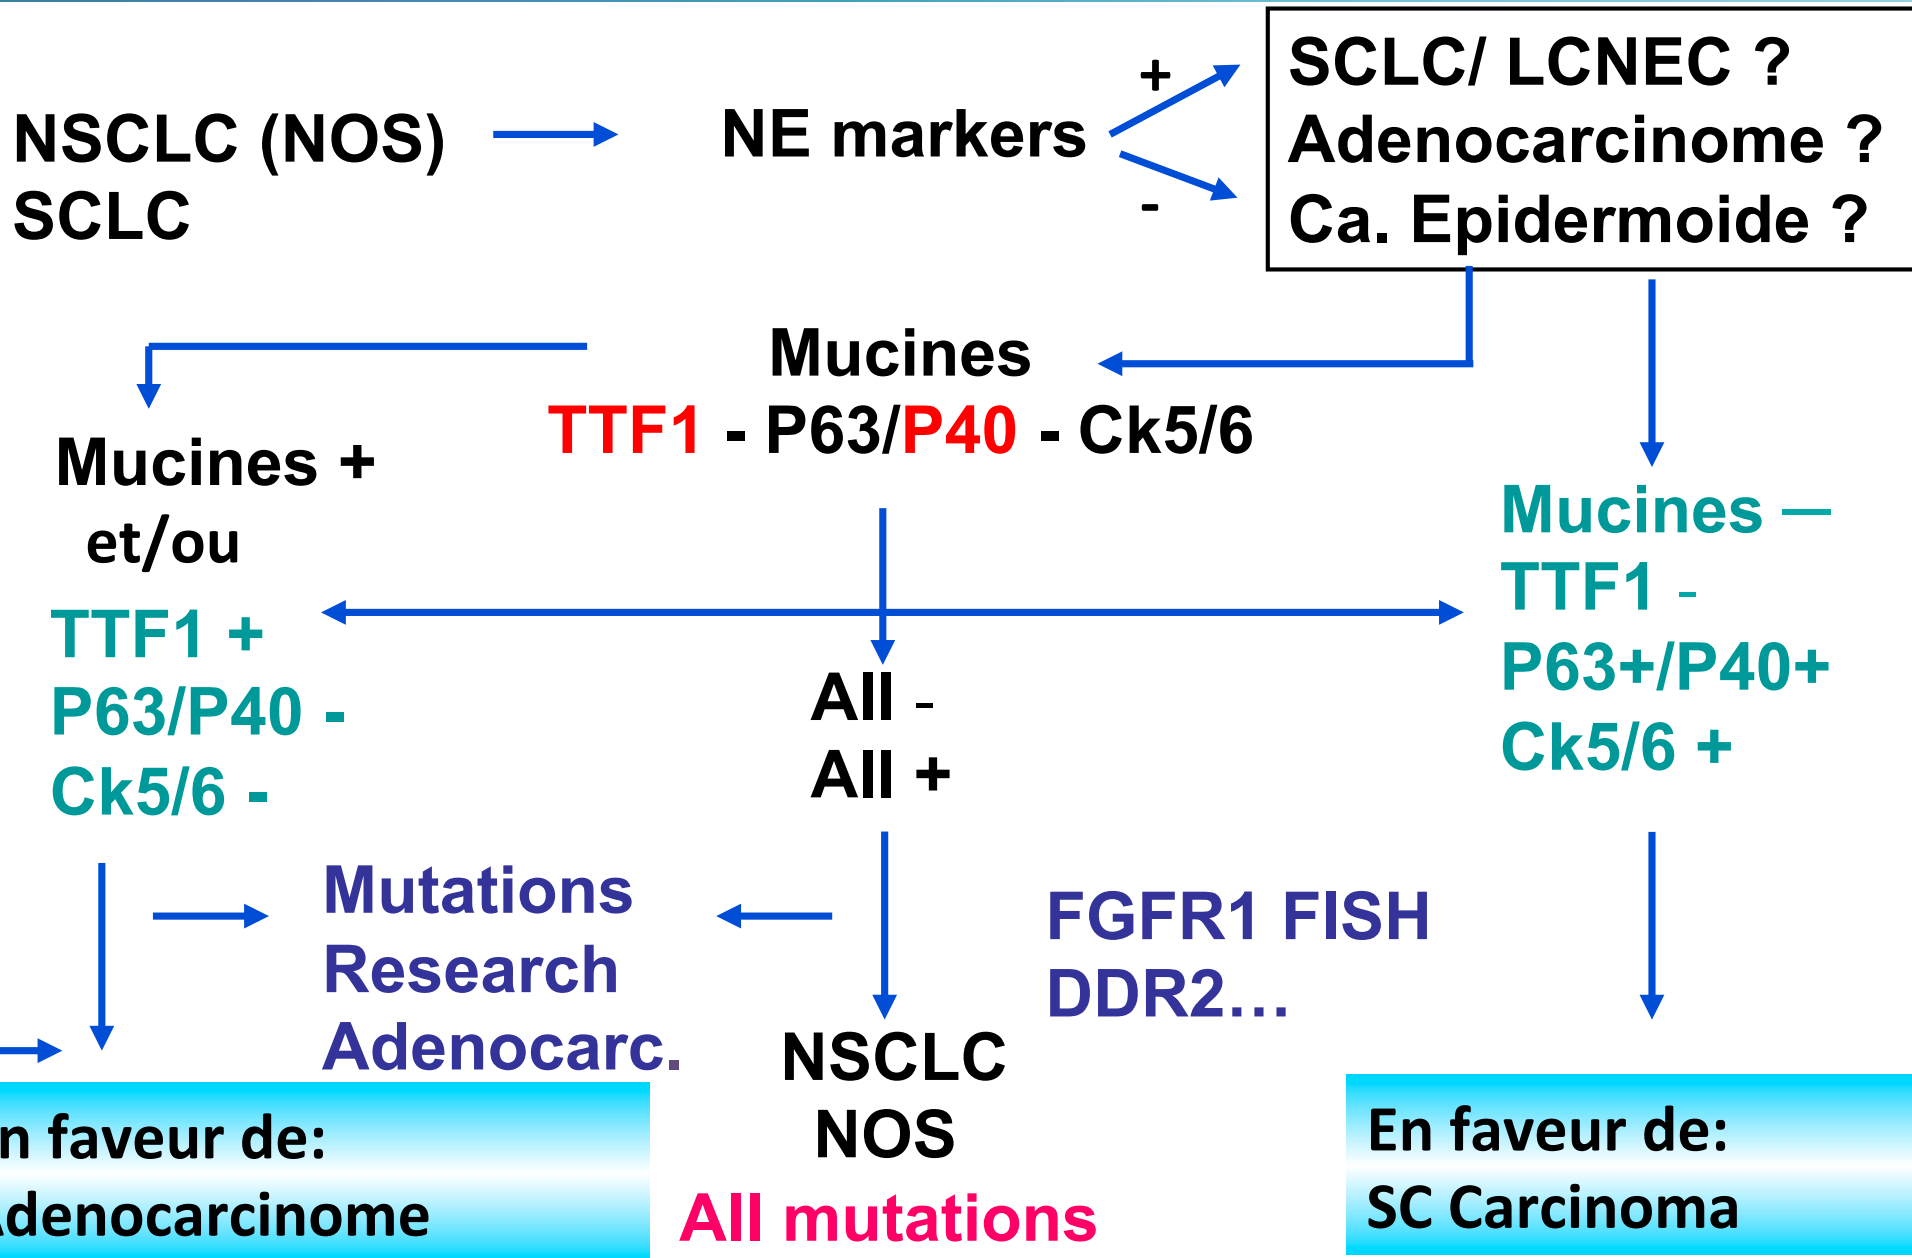 NSCLC (NOS)
SCLC
NE markers
+
-
SCLC/ LCNEC ?
Adenocarcinome ?
Ca. Epidermoide ?
Mucines
TTF1 - P63/P40 - Ck5/6
Mucines +
et/ou
TTF1 +
P63/P40 -
Ck5/6 -
All -
All +
Mucines —
TTF1 -
P63+/P40+
Ck5/6 +
Mutations
Research
Adenocarc.
FGFR1 FISH
DDR2…
NSCLC
NOS
All mutations
n faveur de:
Adenocarcinome
En faveur de:
SC Carcinoma